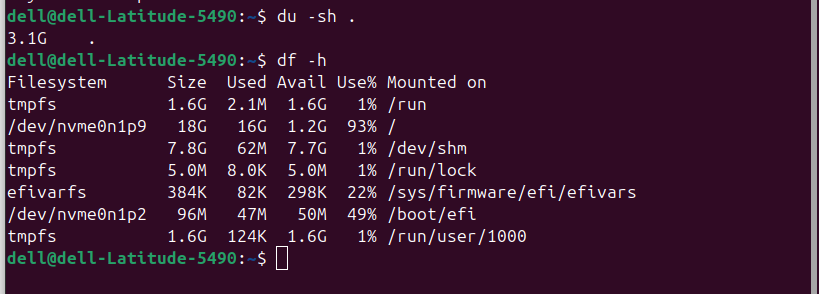 dell@dell-Latitude-5490:~$ du -sh .
3.1G    .
dell@dell-Latitude-5490:~$ df -h
Filesystem      Size  Used Avail Use% Mounted on
tmpfs           1.6G  2.1M  1.6G   1% /run
/dev/nvme0n1p9   18G   16G  1.2G  93% /
tmpfs           7.8G   62M  7.7G   1% /dev/shm
tmpfs           5.0M  8.0K  5.0M   1% /run/lock
efivarfs        384K   82K  298K  22% /sys/firmware/efi/efivars
/dev/nvme0n1p2   96M   47M   50M  49% /boot/efi
tmpfs           1.6G  124K  1.6G   1% /run/user/1000
dell@dell-Latitude-5490:~$